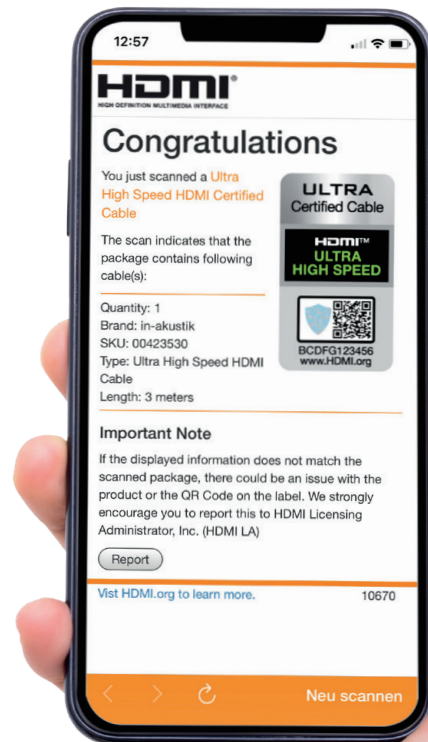 12:57
HDMI®
HIGH DEFINITION MULTIMEDIA INTERFACE
Congratulations
You just scanned a Ultra
High Speed HDMI Certified
Cable
The scan indicates that the
package contains following
cable(s):
Quantity: 1
Brand: in-akustik
SKU: 00423530
Type: Ultra High Speed HDMI
Cable
Length: 3 meters
ULTRA
Certified Cable
HDMI™
ULTRA
HIGH SPEED
BCDFG123456
www.HDMI.org
Important Note
If the displayed information does not match the
scanned package, there could be an issue with the
product or the QR Code on the label. We strongly
encourage you to report this to HDMI Licensing
Administrator, Inc. (HDMI LA)
Report
Vist HDMI.org to learn more.
10670
Neu scannen